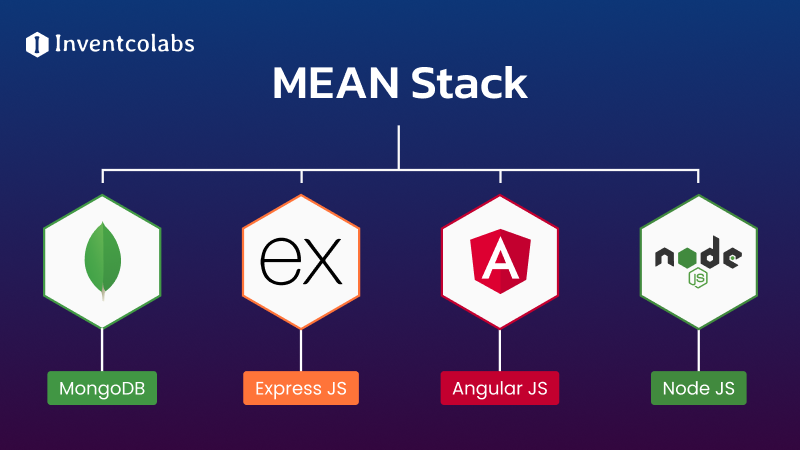 Inventcolabs
MEAN Stack
ex
A
node
JS
MongoDB
Express JS
Angular JS
Node JS